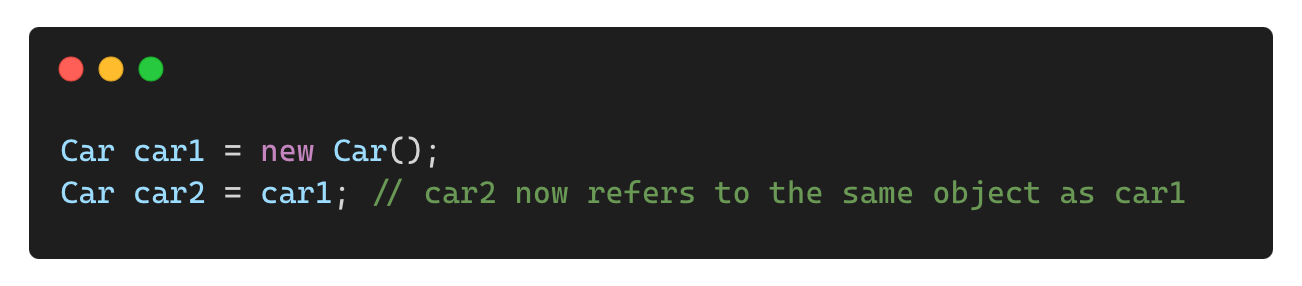 Car car1 = new Car();
Car car2 = car1; // car2 now refers to the same object as car1